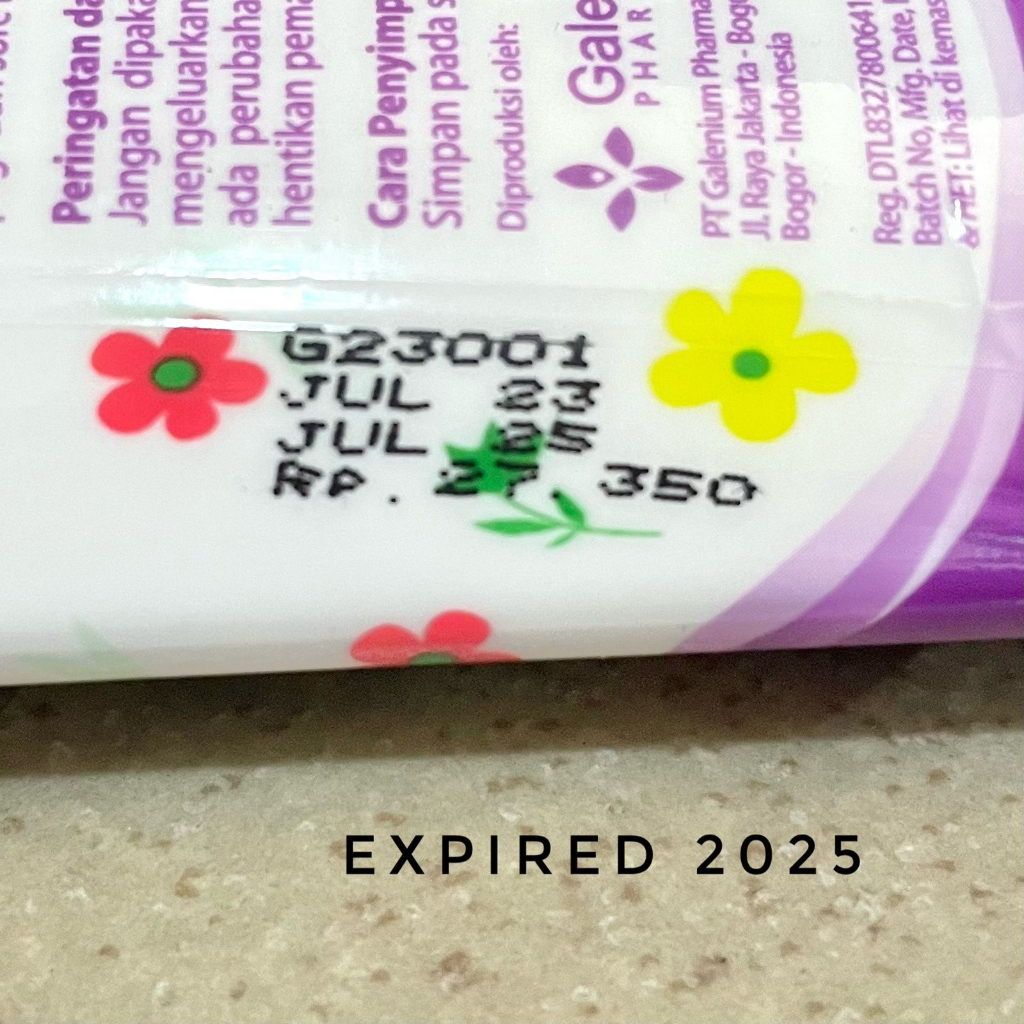 Peringatan da
Jangan dipaka
mengeluarkan
ada perubaha
hentikan pema
Cara Penyimp
Simpan pada s
Diproduksi oleh:
Gale
PHAR
PT Galenium Pharma
Jl. Raya Jakarta - Bogo
Bogor - Indonesia
Reg. DTL8327800641
Batch No, Mfg. Date,
& HET: Lihat di kemas
G23001
JUL 23
JUL 25
Rp. 350
EXPIRED 2025